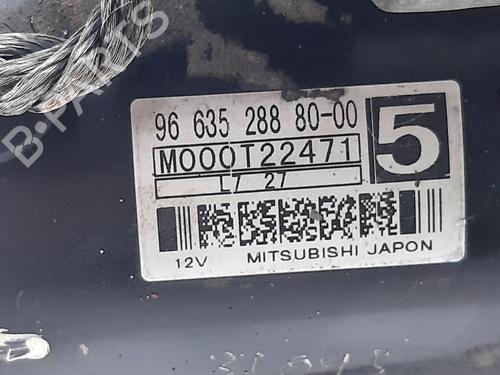 96 635 288 80-00
5
M000T22471
L7 27
12V MITSUBISHI JAPON
B-PARTS